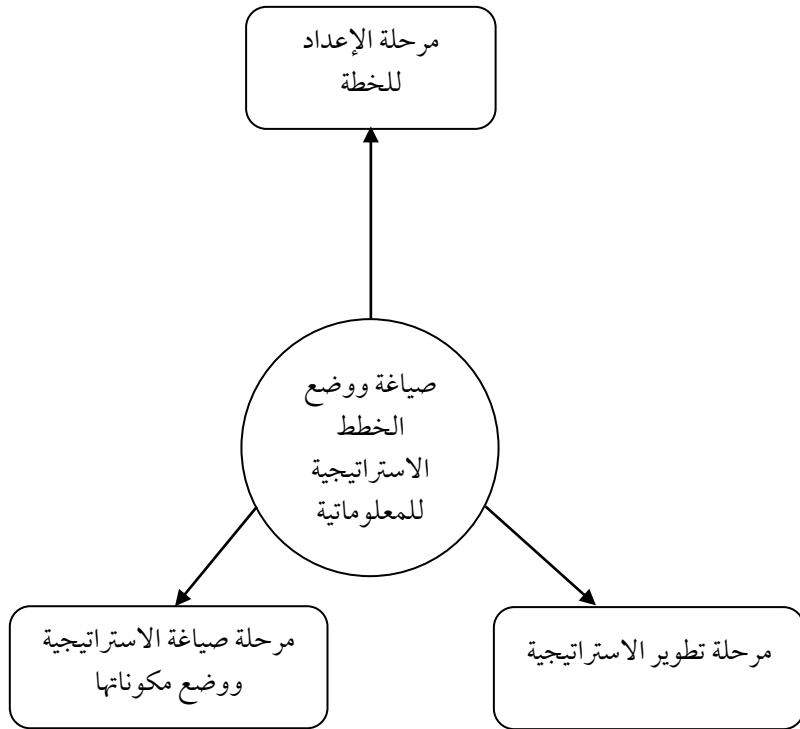 مرحلة الإعداد
للخطة
صياغة ووضع
الخطط
الاستراتيجية
للمعلوماتية
مرحلة تطوير الاستراتيجية
مرحلة صياغة الاستراتيجية
ووضع مكوناتها